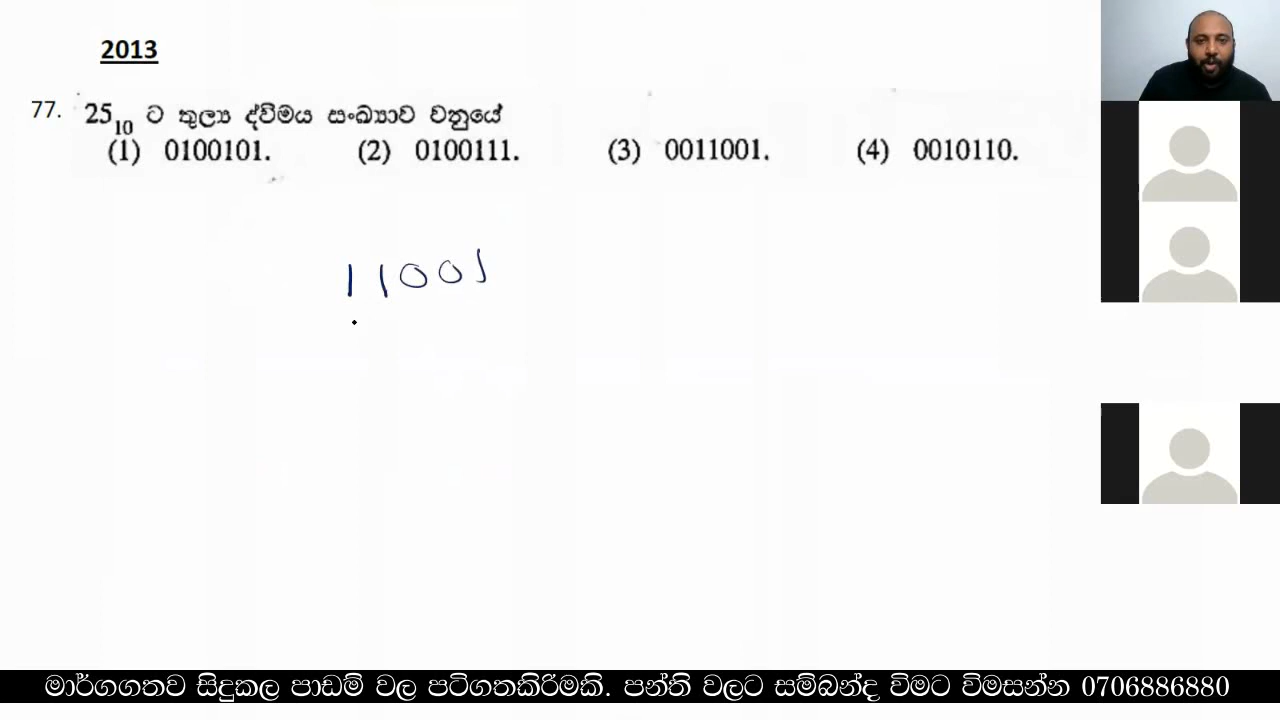 2013
77. 25₁₀ ට තුල්‍ය ද්විමය සංඛ්‍යාව වනුයේ
(1) 0100101. (2) 0100111. (3) 0011001. (4) 0010110.
11001
මාර්ගගතව සිදුකල පාඩම් වල පටිගතකිරීමකි. පන්ති වලට සම්බන්ද වීමට විමසන්න 0706886880